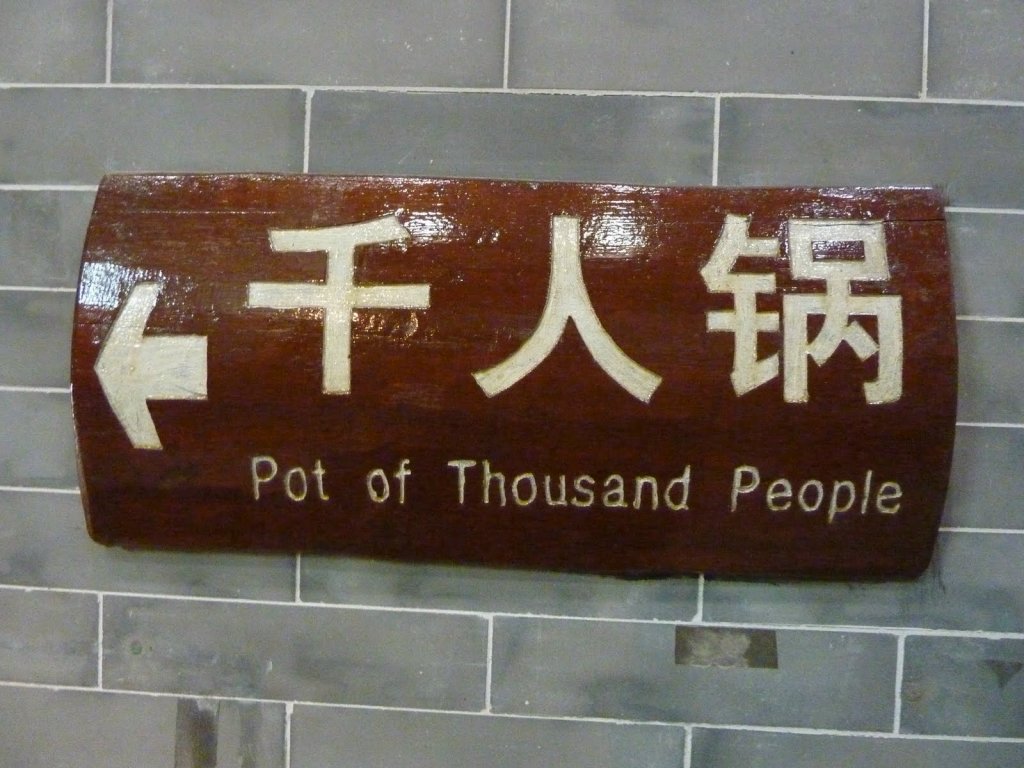 千人锅
Pot of Thousand People